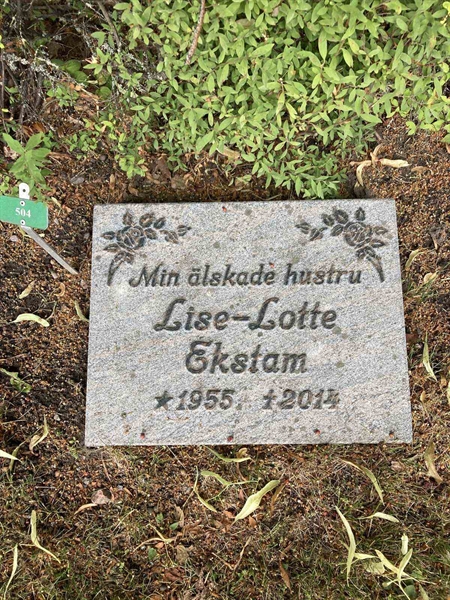 504
Min älskade hustru
Lise-Lotte
Ekstam
★1955. ✝2014